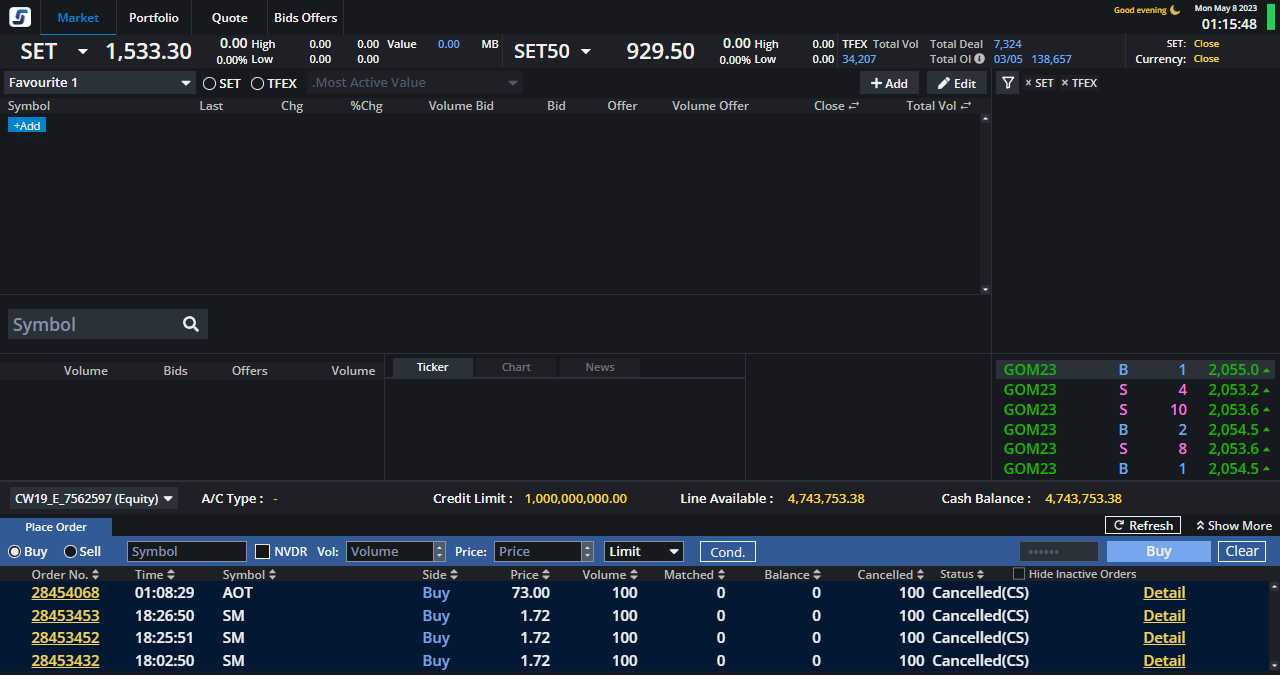 Market Portfolio Quote Bids Offers Good evening Mon May 8 2023
01:15:48
SET 1,533.30 0.00 High 0.00 0.00 Value 0.00 MB SET50 929.50 0.00 High 0.00 TFEX Total Vol Total Deal 7,324 SET: Close
0.00% Low 0.00 0.00 0.00% Low 0.00 34,207 Total OI 03/05 138,657 Currency: Close
Favourite 1 SET TFEX .Most Active Value Add Edit × SET × TFEX
Symbol Last Chg %Chg Volume Bid Bid Offer Volume Offer Close Total Vol
+Add
Symbol
Volume Bids Offers Volume Ticker Chart News
GOM23 B 1 2,055.0
GOM23 S 4 2,053.2
GOM23 S 10 2,053.6
GOM23 B 2 2,054.5
GOM23 S 8 2,053.6
GOM23 B 1 2,054.5
CW19_E_7562597 (Equity) A/C Type : - Credit Limit : 1,000,000,000.00 Line Available : 4,743,753.38 Cash Balance : 4,743,753.38
Place Order Refresh Show More
Buy Sell Symbol NVDR Vol: Volume Price: Price Limit Cond. •••••• Buy Clear
Order No. Time Symbol Side Price Volume Matched Balance Cancelled Status Hide Inactive Orders
28454068 01:08:29 AOT Buy 73.00 100 0 0 100 Cancelled(CS) Detail
28453453 18:26:50 SM Buy 1.72 100 0 0 100 Cancelled(CS) Detail
28453452 18:25:51 SM Buy 1.72 100 0 0 100 Cancelled(CS) Detail
28453432 18:02:50 SM Buy 1.72 100 0 0 100 Cancelled(CS) Detail